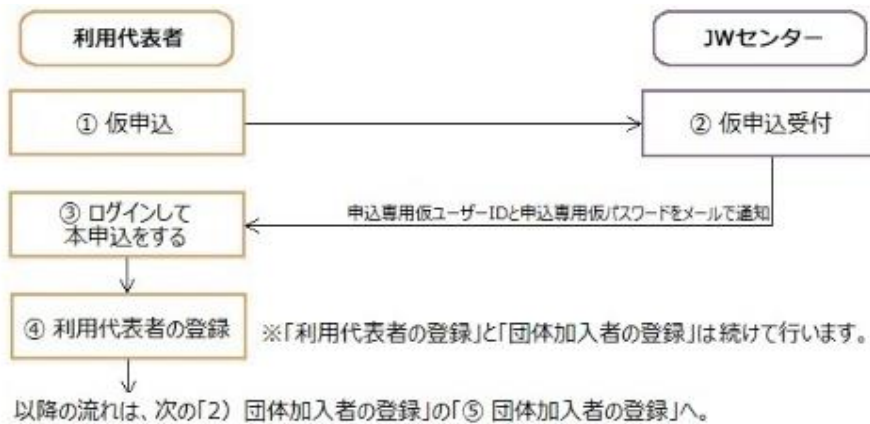 利用代表者
JWセンター
① 仮申込
② 仮申込受付
申込専用仮ユーザーIDと申込専用仮パスワードをメールで通知
③ ログインして
本申込をする
④ 利用代表者の登録
※「利用代表者の登録」と「団体加入者の登録」は続けて行います。
以降の流れは、次の「2） 団体加入者の登録」の「⑤ 団体加入者の登録」へ。